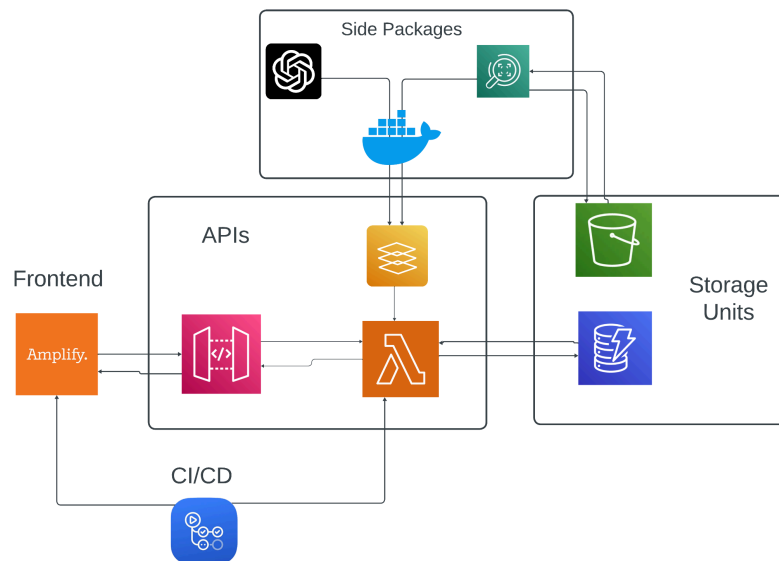 Side Packages
APIs
Frontend
Amplify.
</>
Storage
Units
CI/CD